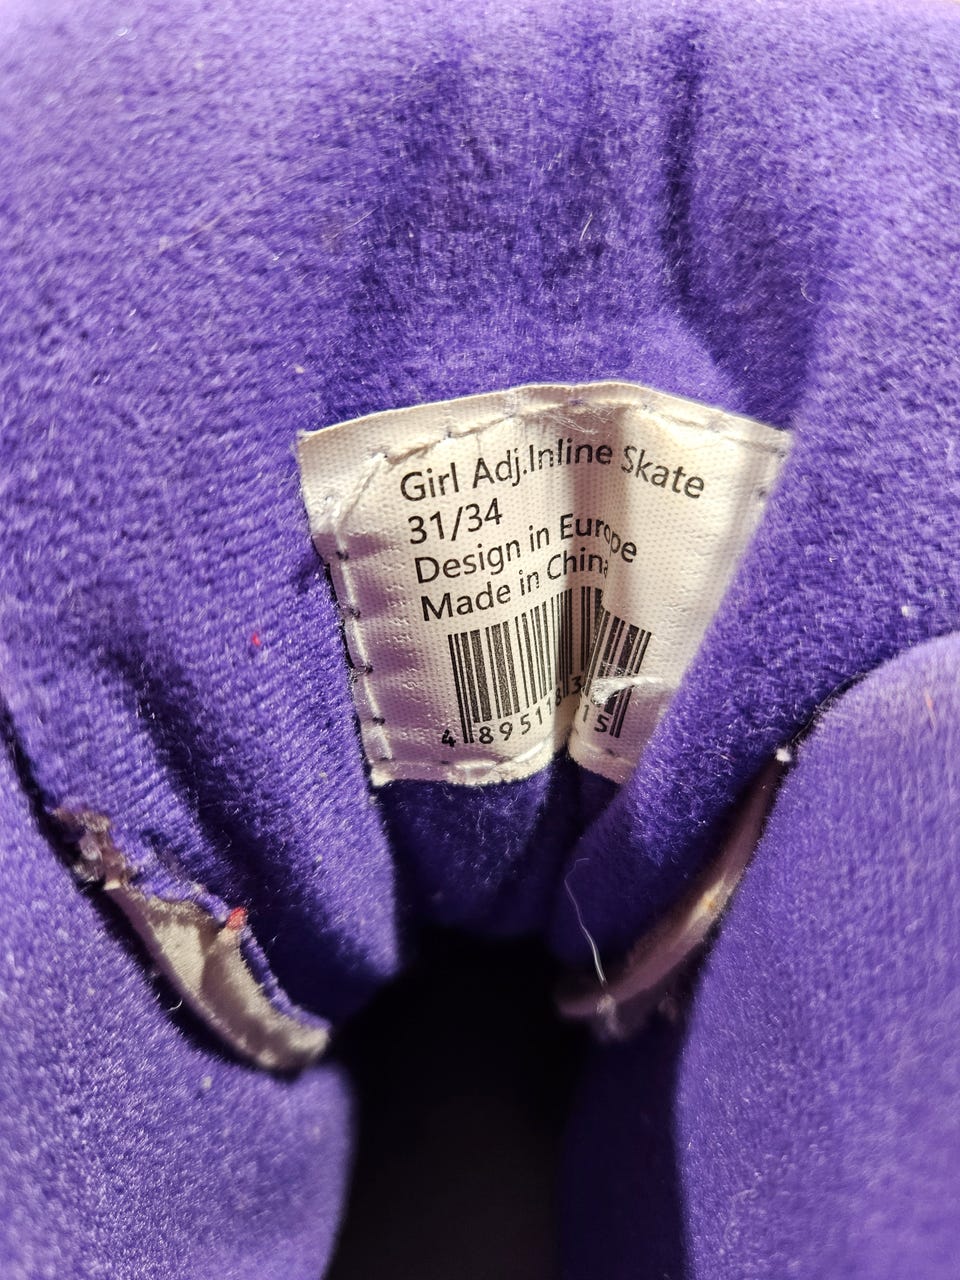 Girl Adj.Inline Skate
31/34
Design in Europe
Made in China